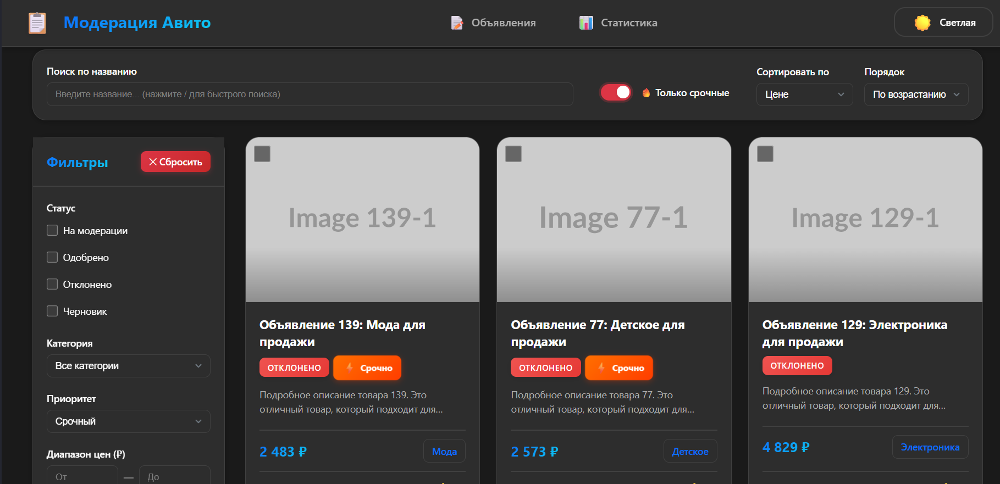 Модерация Авито
Объявления
Статистика
Светлая
Поиск по названию
Введите название... (нажмите / для быстрого поиска)
Только срочные
Сортировать по
Цене
Порядок
По возрастанию
Фильтры
Сбросить
Статус
На модерации
Одобрено
Отклонено
Черновик
Категория
Все категории
Приоритет
Срочный
Диапазон цен (₽)
От
—
До
Image 139-1
Объявление 139: Мода для
продажи
ОТКЛОНЕНО
Срочно
Подробное описание товара 139. Это
отличный товар, который подходит для...
2 483 ₽
Мода
Image 77-1
Объявление 77: Детское для
продажи
ОТКЛОНЕНО
Срочно
Подробное описание товара 77. Это
отличный товар, который подходит для...
2 573 ₽
Детское
Image 129-1
Объявление 129: Электроника
для продажи
ОТКЛОНЕНО
Подробное описание товара 129. Это
отличный товар, который подходит для...
4 829 ₽
Электроника